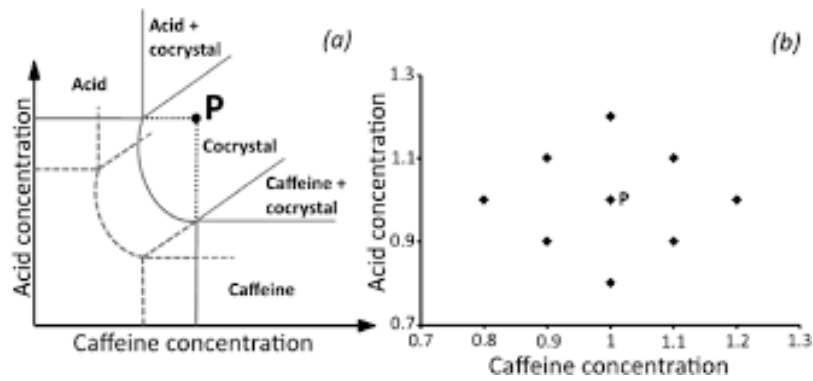 (a)
Acid +
cocrystal
Acid
P
Cocrystal
Caffeine +
cocrystal
Caffeine
Acid concentration
Caffeine concentration
(b)
1.3
1.1
0.9
0.7
P
0.7 0.8 0.9 1 1.1 1.2 1.3
Acid concentration
Caffeine concentration